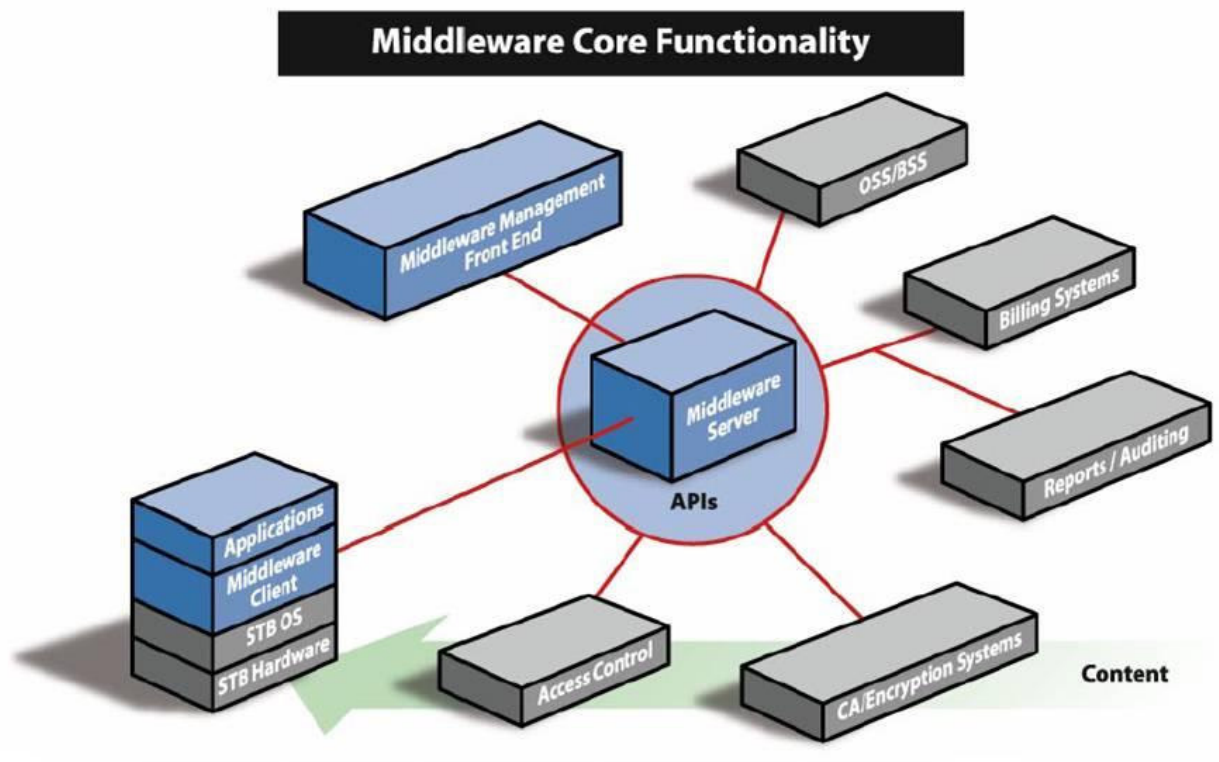 Middleware Core Functionality
OSS/BSS
Middleware Management
Front End
Billing Systems
Middleware
Server
Reports / Auditing
APIs
Applications
Middleware
Client
STB OS
STB Hardware
Access Control
CA/Encryption Systems
Content